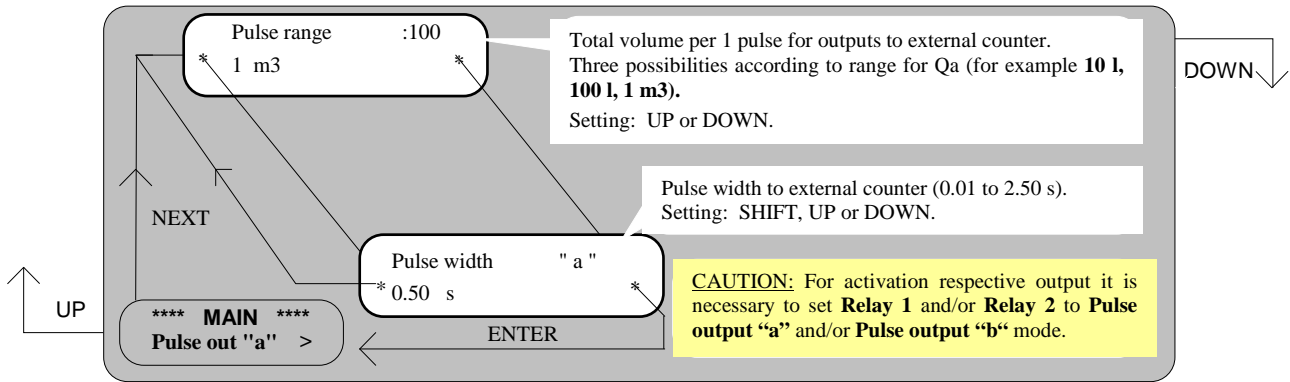 Pulse range :100
* 1 m3 *
Total volume per 1 pulse for outputs to external counter.
Three possibilities according to range for Qa (for example 10 l,
100 l, 1 m3).
Setting: UP or DOWN.
DOWN
Pulse width to external counter (0.01 to 2.50 s).
Setting: SHIFT, UP or DOWN.
NEXT
Pulse width " a "
* 0.50 s *
CAUTION: For activation respective output it is
necessary to set Relay 1 and/or Relay 2 to Pulse
output “a” and/or Pulse output “b“ mode.
UP
**** MAIN ****
Pulse out "a" >
ENTER